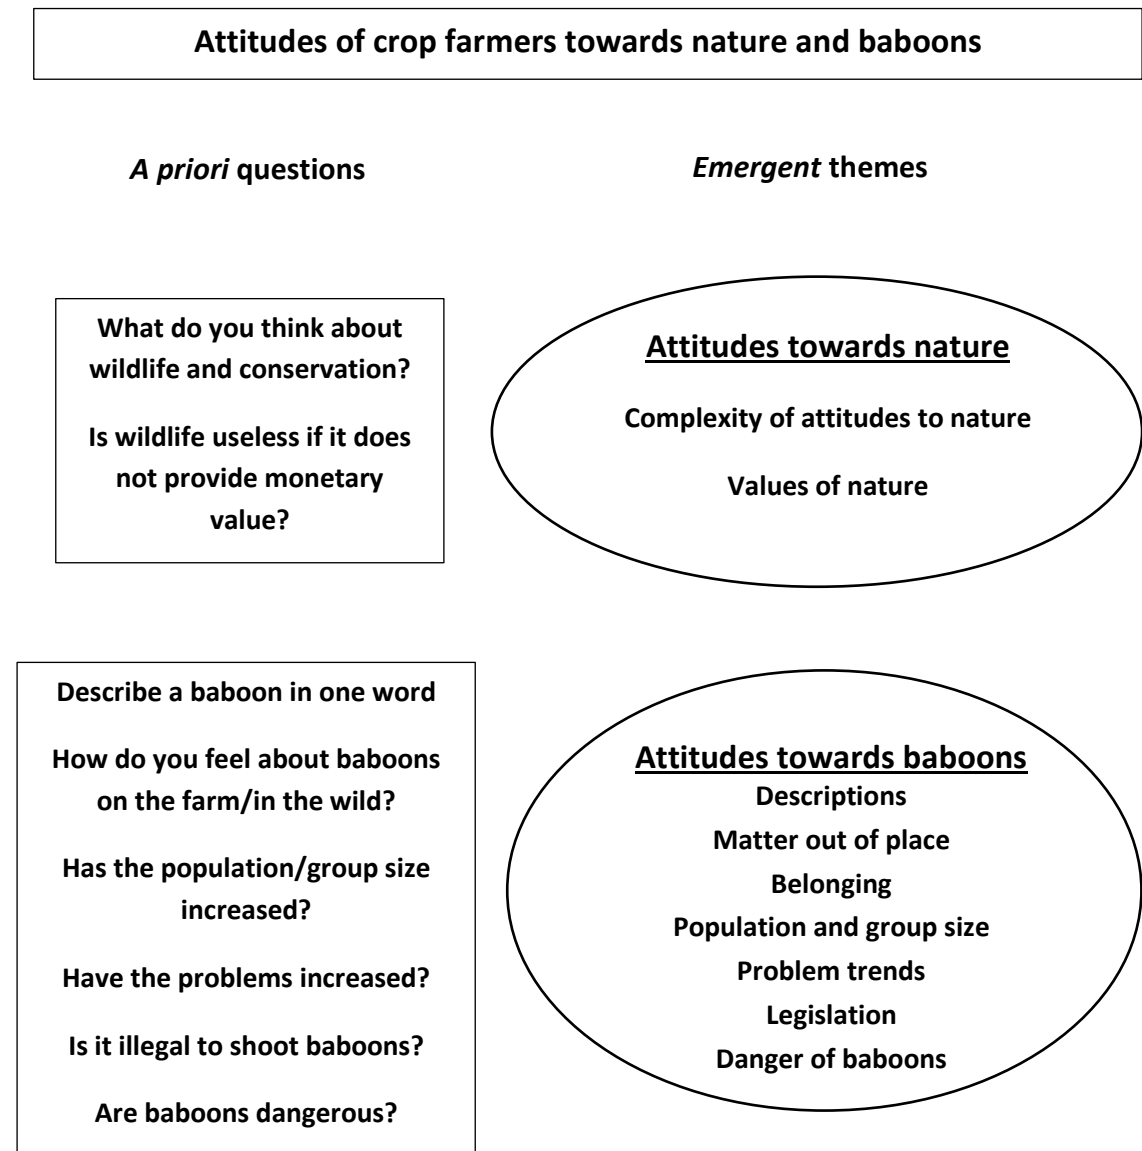 Attitudes of crop farmers towards nature and baboons
A priori questions
Emergent themes
What do you think about
wildlife and conservation?
Is wildlife useless if it does
not provide monetary
value?
Attitudes towards nature
Complexity of attitudes to nature
Values of nature
Describe a baboon in one word
How do you feel about baboons
on the farm/in the wild?
Has the population/group size
increased?
Have the problems increased?
Is it illegal to shoot baboons?
Are baboons dangerous?
Attitudes towards baboons
Descriptions
Matter out of place
Belonging
Population and group size
Problem trends
Legislation
Danger of baboons